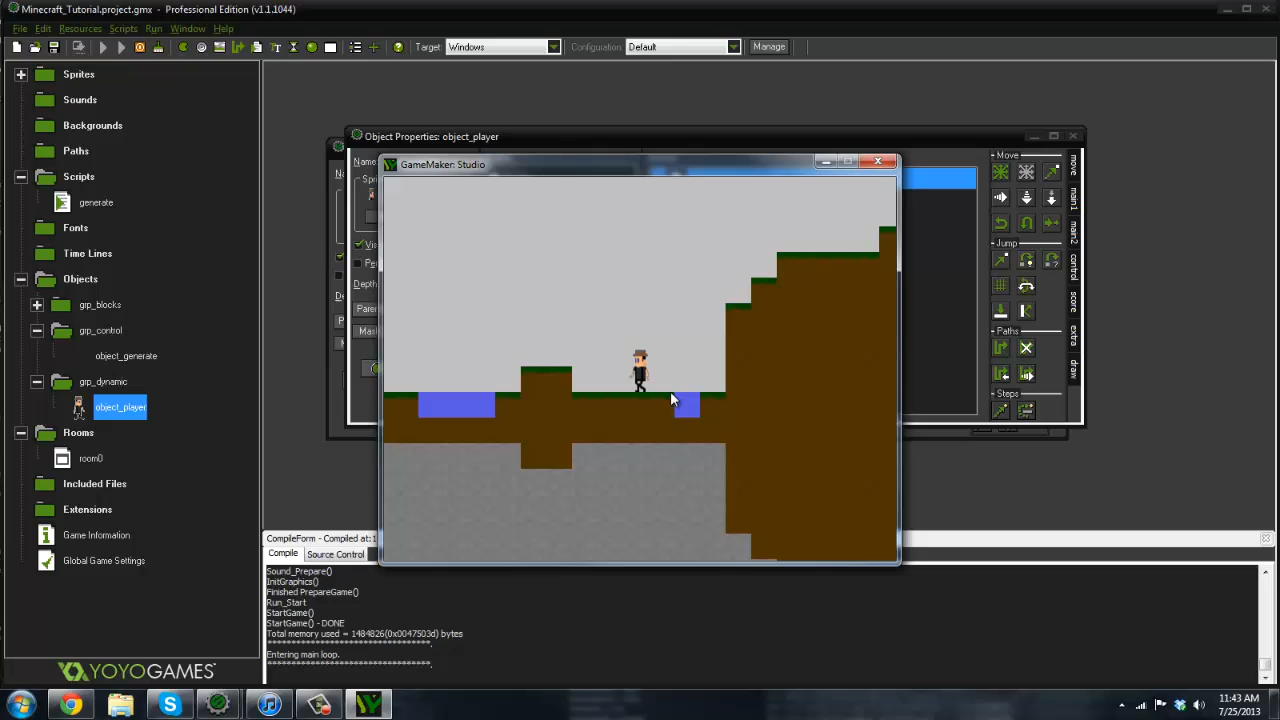 Minecraft_Tutorial.project.gmx - Professional Edition (v1.1.1044)
File Edit Resources Scripts Run Window Help
Target: Windows Configuration: Default Manage
Sprites
Sounds
Backgrounds
Paths
Scripts
generate
Fonts
Time Lines
Objects
grp_blocks
grp_control
object_generate
grp_dynamic
object_player
Rooms
room0
Included Files
Extensions
Game Information
Global Game Settings
YOYOGAMES
Object Properties: object_player
GameMaker: Studio
Move
Jump
Paths
Steps
move
main1
main2
control
score
extra
draw
CompileForm - Compiled at:
Compile Source Control
Sound_Prepare()
InitGraphics()
Finished PrepareGame()
Run_Start
StartGame()
StartGame() - DONE
Total memory used = 1484826(0x0047503d) bytes
Entering main loop.
11:43 AM
7/25/2013